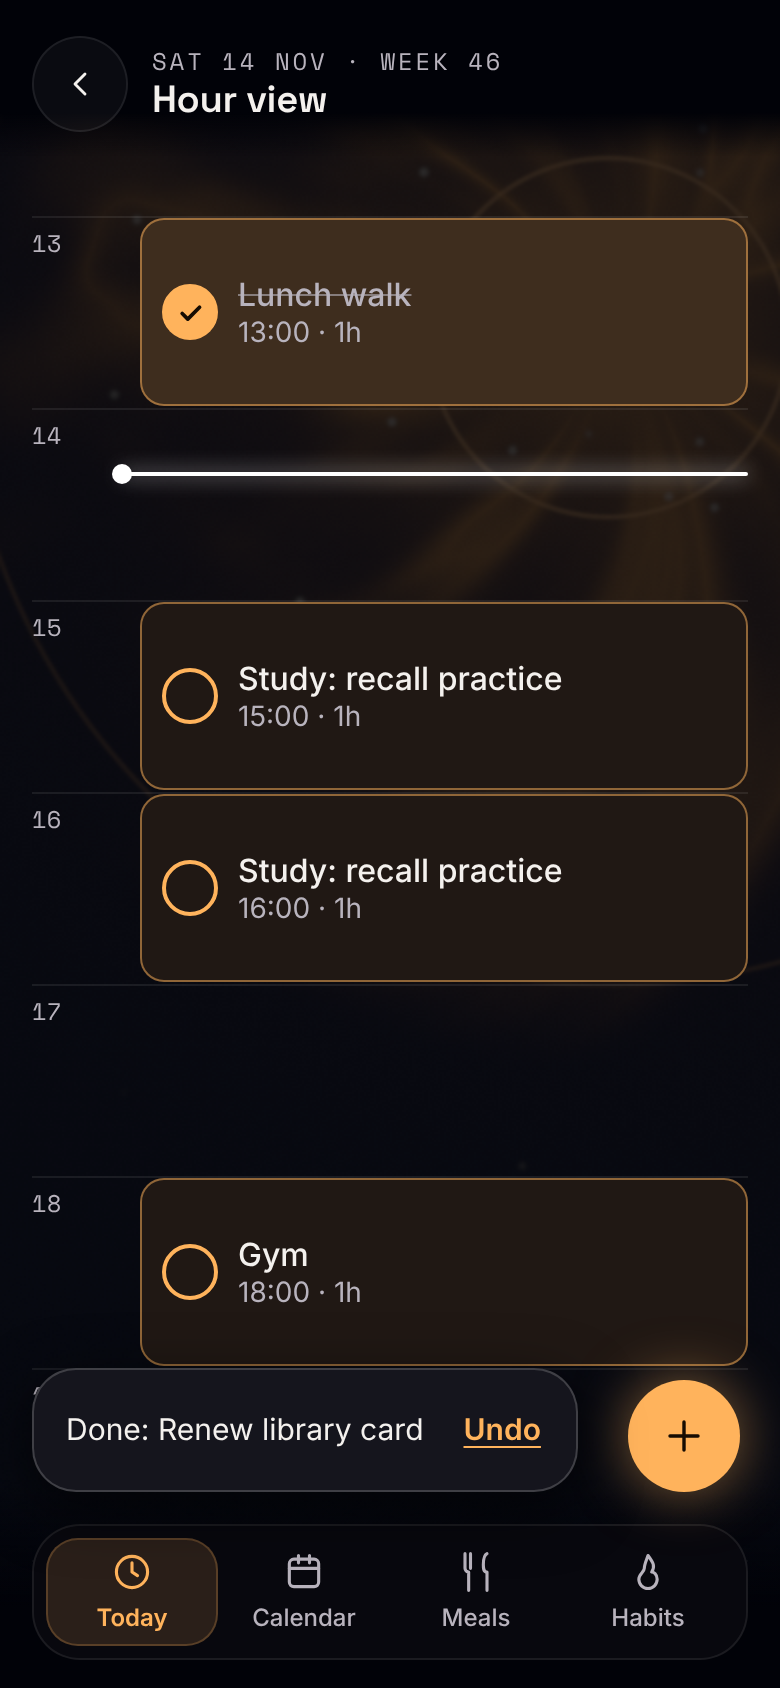 SAT 14 NOV · WEEK 46
Hour view
13
Lunch walk
13:00 · 1h
14
15
Study: recall practice
15:00 · 1h
16
Study: recall practice
16:00 · 1h
17
18
Gym
18:00 · 1h
Done: Renew library card Undo
Today Calendar Meals Habits